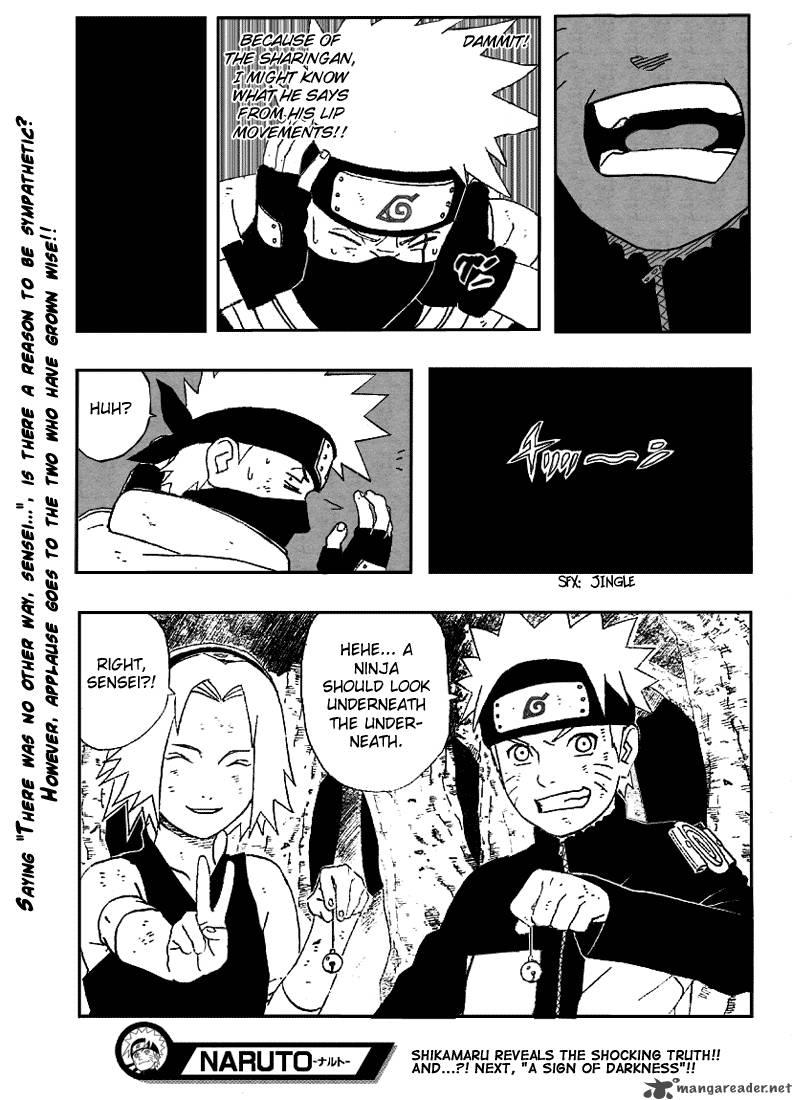 DAMMIT!
BECAUSE OF
THE SHARINGAN,
I MIGHT KNOW
WHAT HE SAYS
FROM HIS LIP
MOVEMENTS!!
SFX: JINGLE
HUH?
HEHE... A
NINJA
SHOULD LOOK
UNDERNEATH
THE UNDER-
NEATH.
RIGHT,
SENSEI?!
SAYING "THERE WAS NO OTHER WAY, SENSEI...", IS THERE A REASON TO BE SYMPATHETIC?
HOWEVER, APPLAUSE GOES TO THE TWO WHO HAVE GROWN WISE!!
NARUTO -ナルト-
SHIKAMARU REVEALS THE SHOCKING TRUTH!!
AND...?! NEXT, "A SIGN OF DARKNESS"!!
mangareader.net